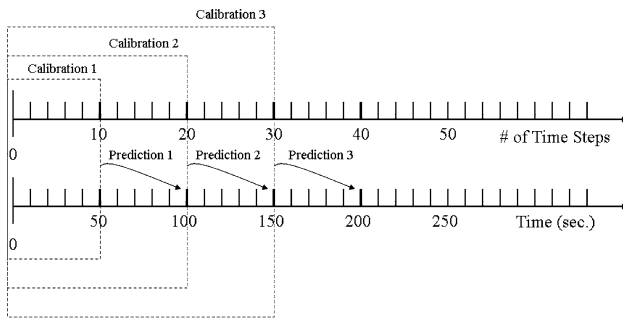 Calibration 3
Calibration 2
Calibration 1
0 10 20 30 40 50 # of Time Steps
Prediction 1 Prediction 2 Prediction 3
0 50 100 150 200 250 Time (sec.)